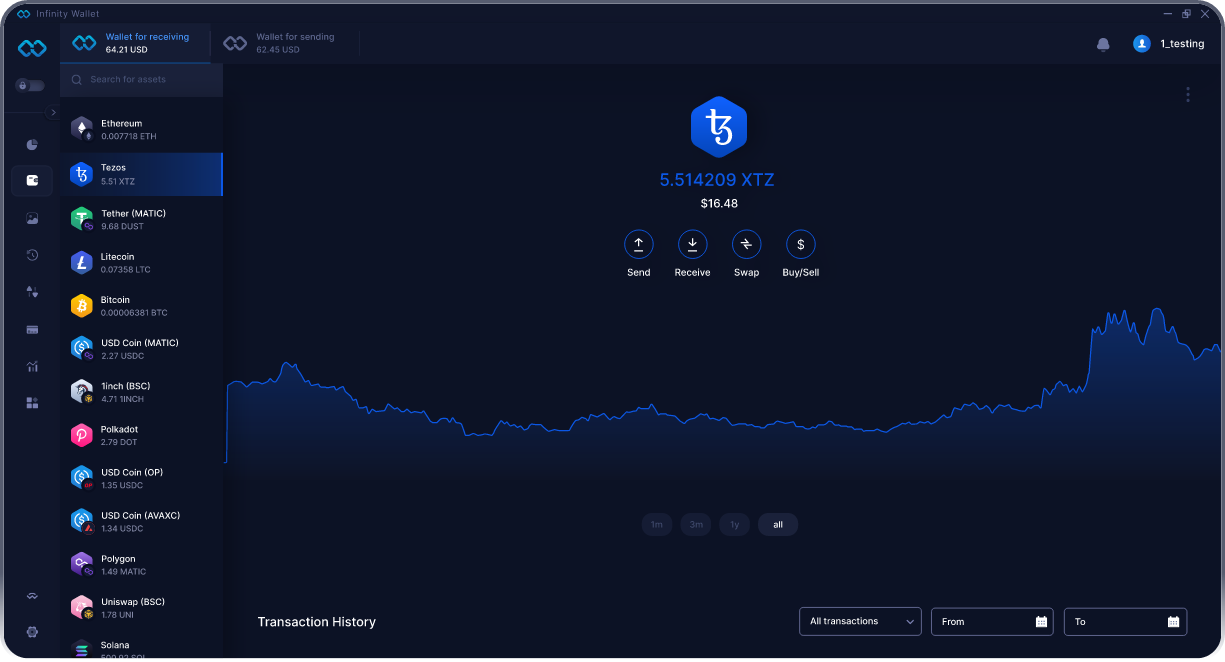 Infinity Wallet
Wallet for receiving
64.21 USD
Wallet for sending
62.45 USD
1_testing
Search for assets
Ethereum
0.007718 ETH
Tezos
5.51 XTZ
Tether (MATIC)
9.68 DUST
Litecoin
0.07358 LTC
Bitcoin
0.00006381 BTC
USD Coin (MATIC)
2.27 USDC
1inch (BSC)
4.71 1INCH
Polkadot
2.79 DOT
USD Coin (OP)
1.35 USDC
USD Coin (AVAXC)
1.34 USDC
Polygon
1.49 MATIC
Uniswap (BSC)
1.78 UNI
Solana
5.514209 XTZ
$16.48
Send
Receive
Swap
Buy/Sell
1m
3m
1y
all
Transaction History
All transactions
From
To